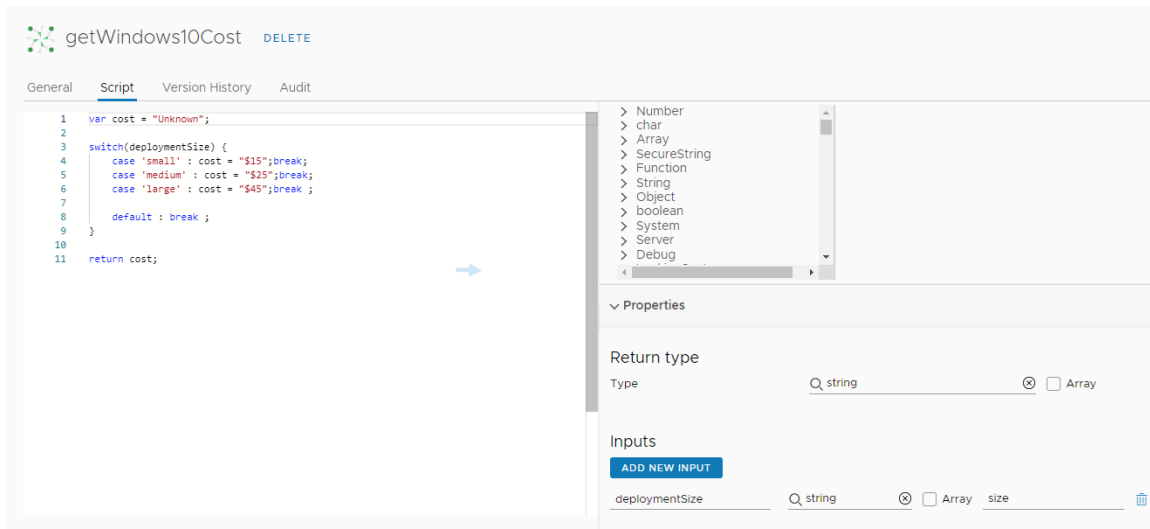 getWindows10Cost DELETE
General Script Version History Audit
1 var cost = "Unknown";
2
3 switch(deploymentSize) {
4 case 'small' : cost = "$15";break;
5 case 'medium' : cost = "$25";break;
6 case 'large' : cost = "$45";break ;
7
8 default : break ;
9 }
10
11 return cost;
Number
char
Array
SecureString
Function
String
Object
boolean
System
Server
Debug
Properties
Return type
Type string Array
Inputs
ADD NEW INPUT
deploymentSize string Array size